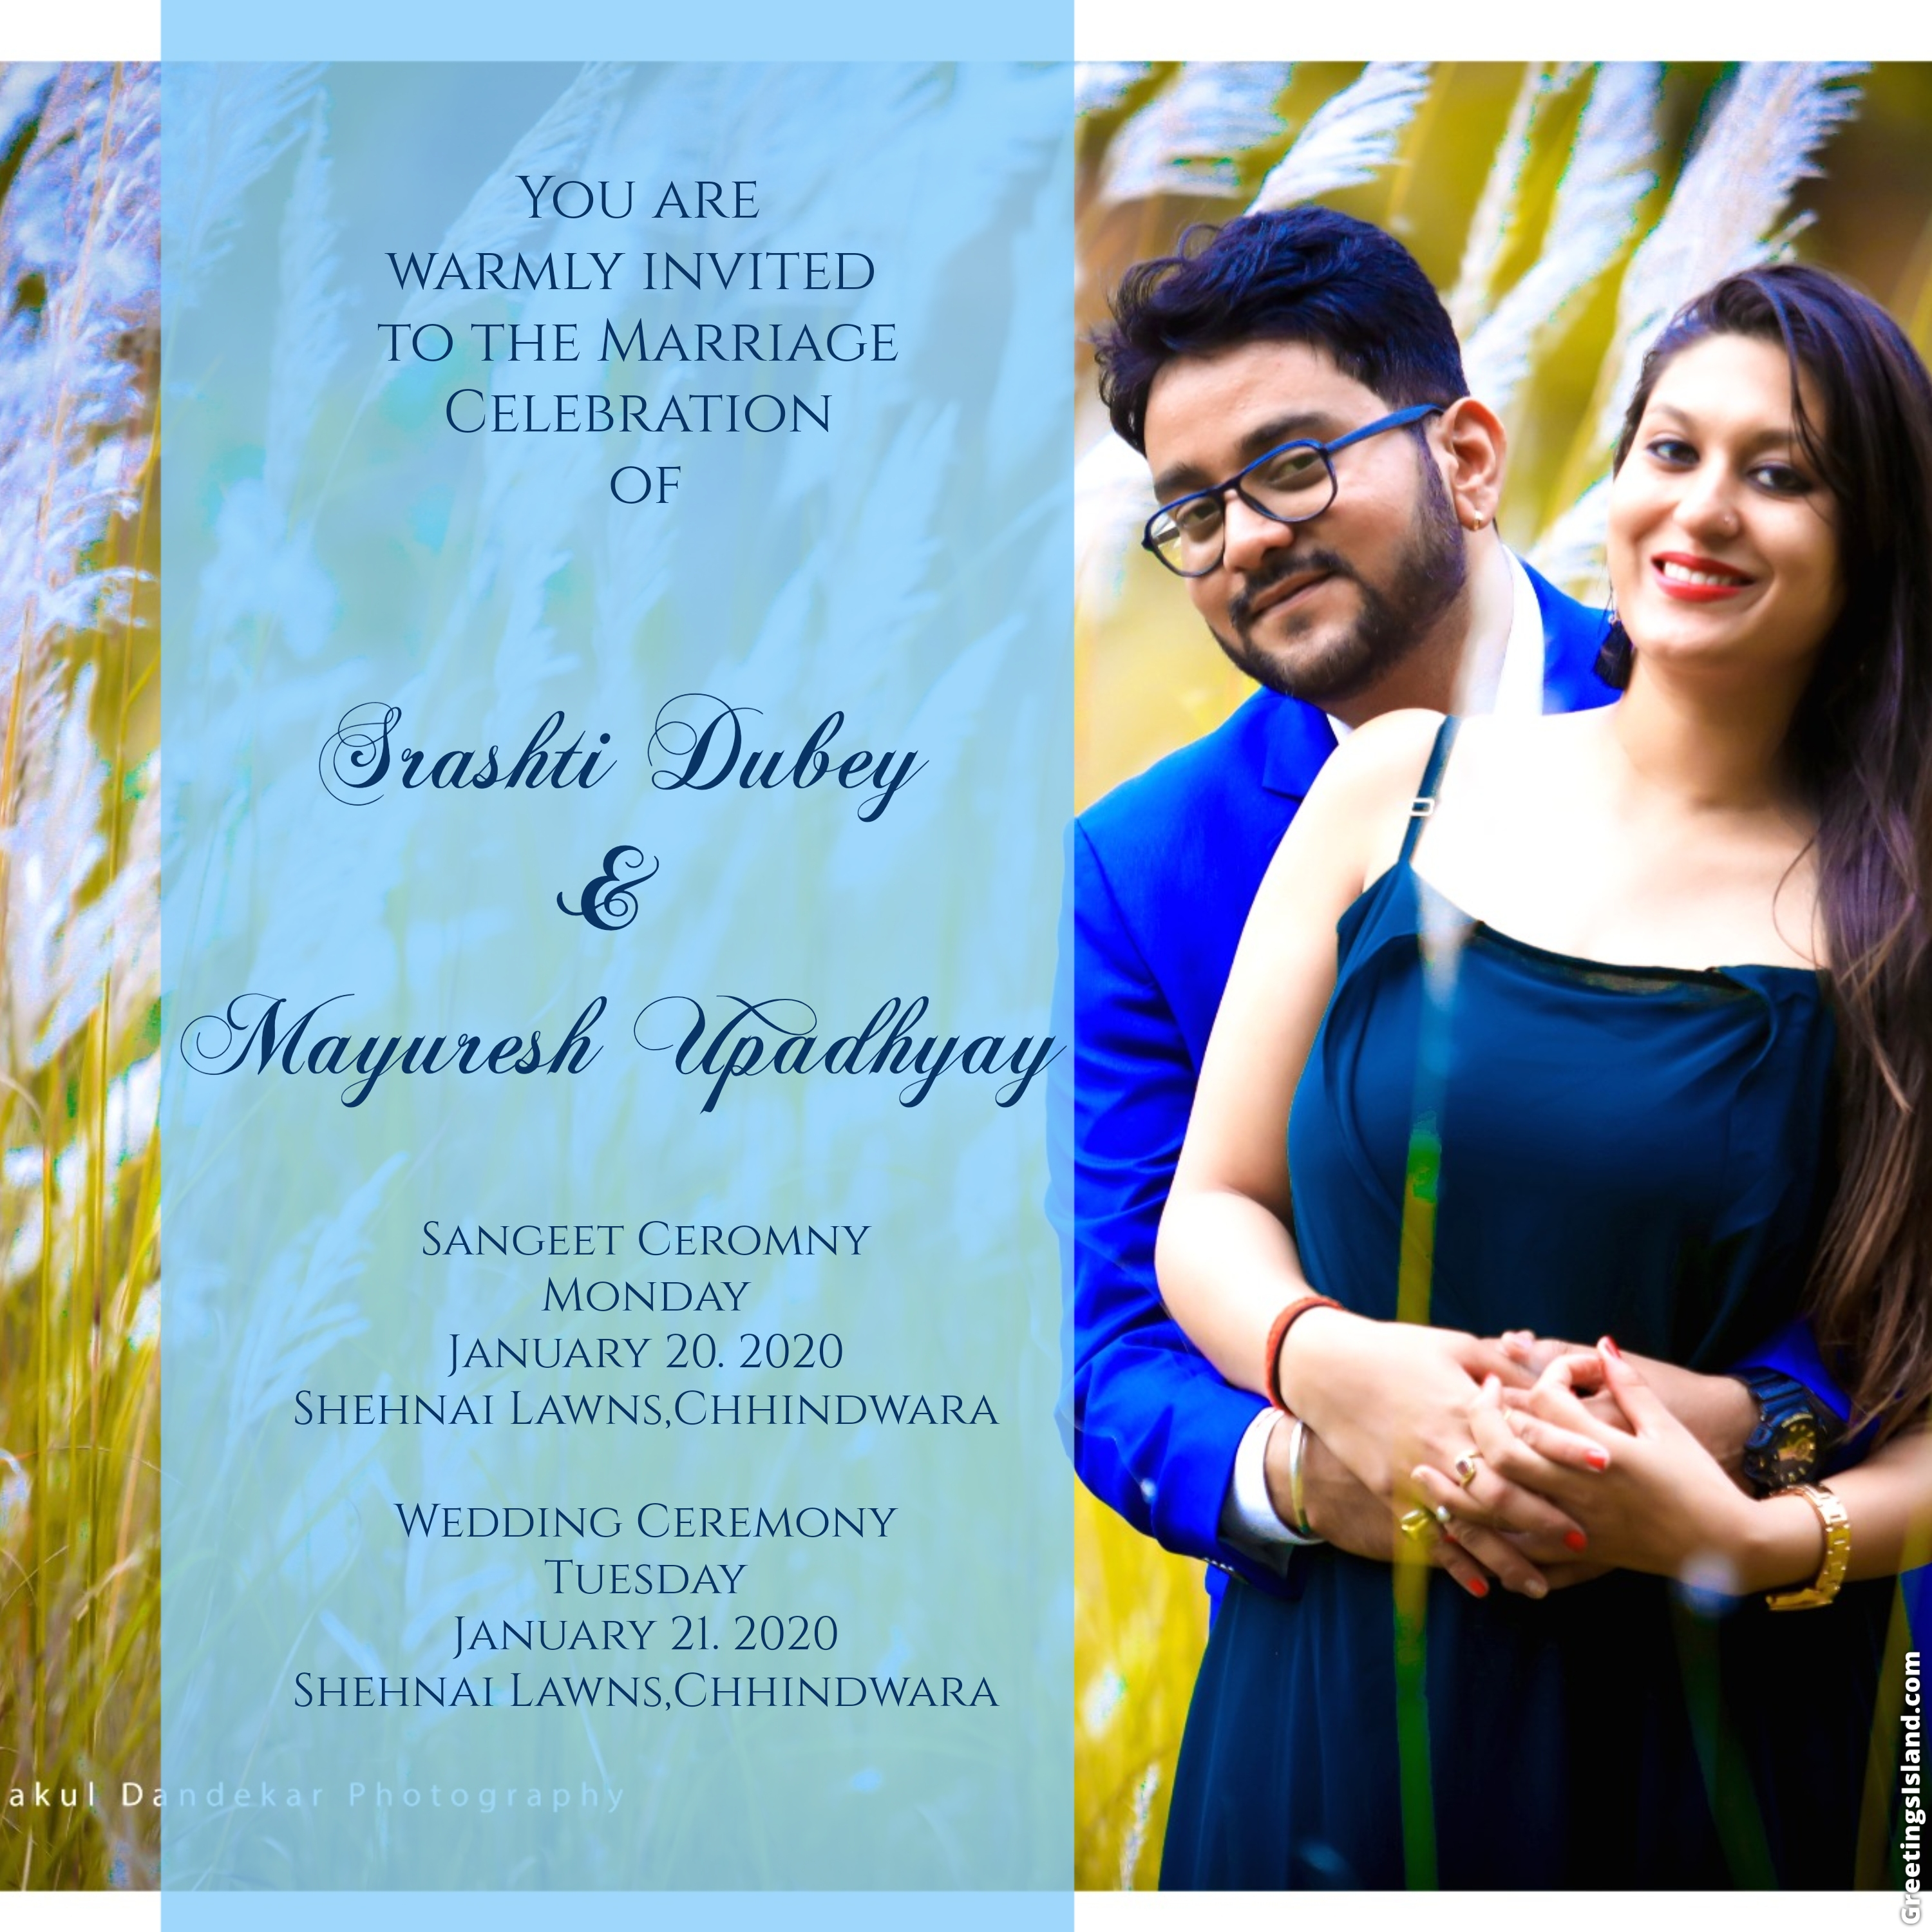 You are
warmly invited
to the Marriage
Celebration
of
Srashti Dubey
&
Mayuresh Upadhyay
Sangeet Ceromny
Monday
January 20. 2020
Shehnai Lawns,Chhindwara
Wedding Ceremony
Tuesday
January 21. 2020
Shehnai Lawns,Chhindwara
akul Dandekar Photography
GreetingsIsland.com